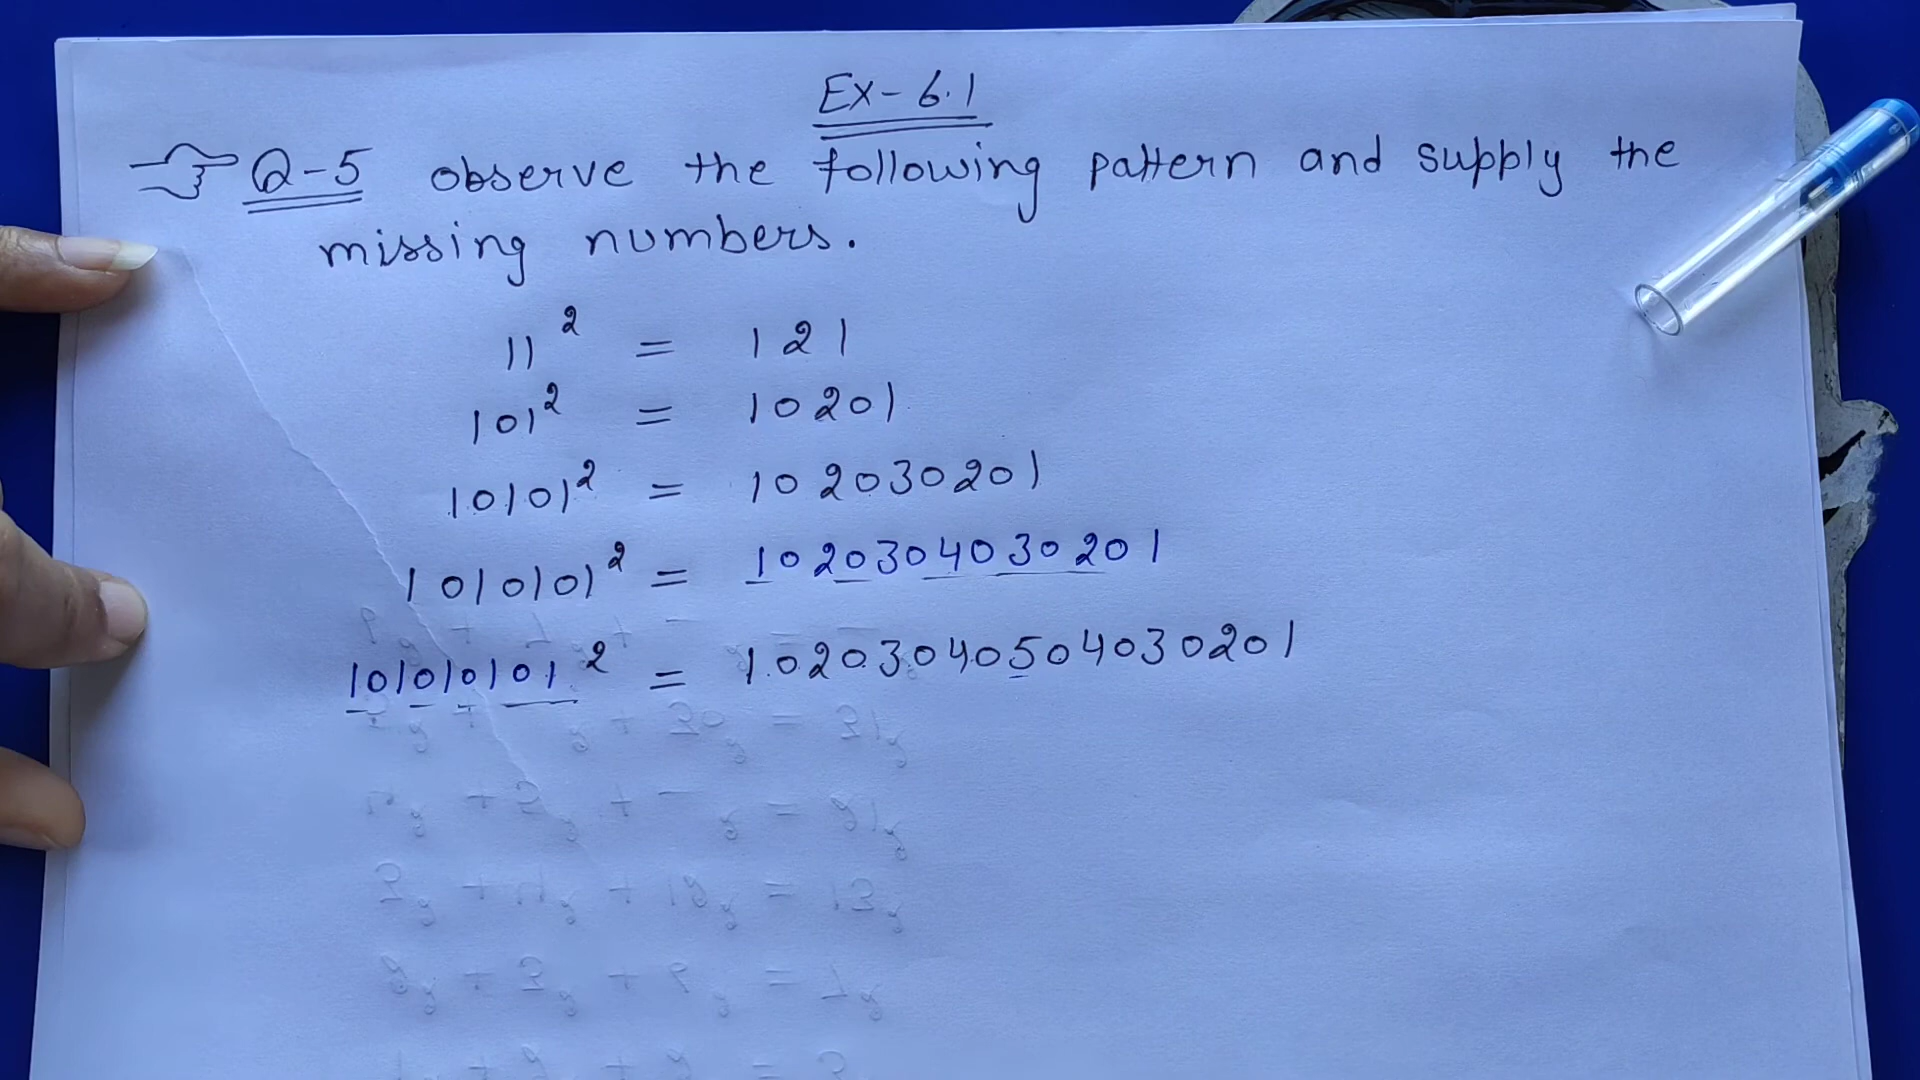 Ex-6.1
Q-5 observe the following pattern and supply the
missing numbers.
11² = 121
101² = 10201
10101² = 102030201
1010101² = 1020304030201
101010101² = 10203040504030201